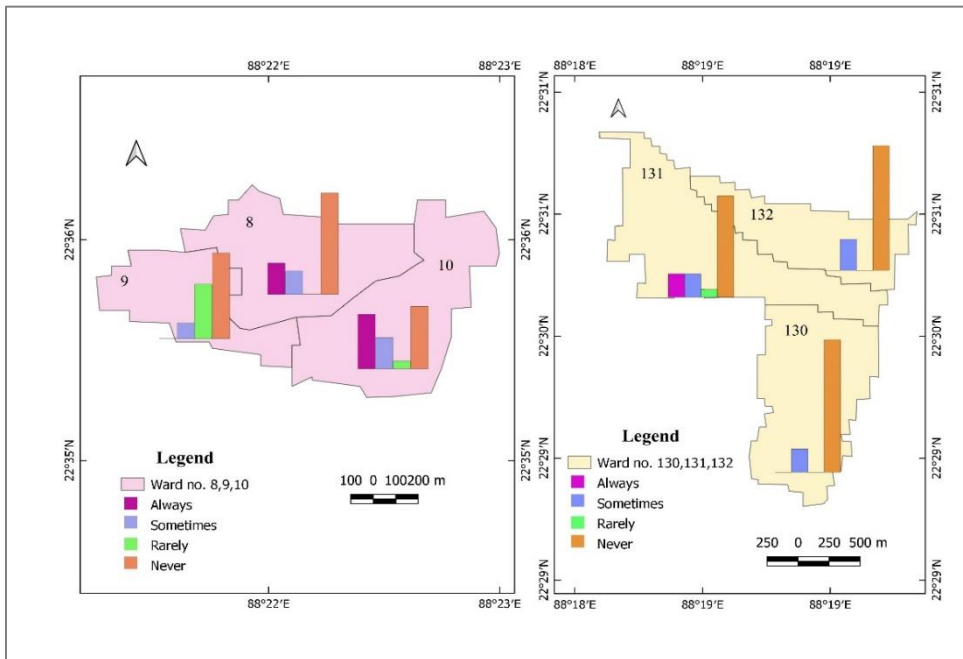 88°22'E 88°23'E
22°36'N
22°35'N
8
9
10
22°36'N
22°35'N
Legend
Ward no. 8,9,10
Always
Sometimes
Rarely
Never
100 0 100200 m
88°22'E 88°23'E
88°18'E 88°19'E 88°19'E
22°31'N
22°31'N
22°30'N
22°29'N
22°29'N
131
132
130
22°31'N
22°31'N
22°30'N
22°29'N
22°29'N
Legend
Ward no. 130,131,132
Always
Sometimes
Rarely
Never
250 0 250 500 m
88°18'E 88°19'E 88°19'E